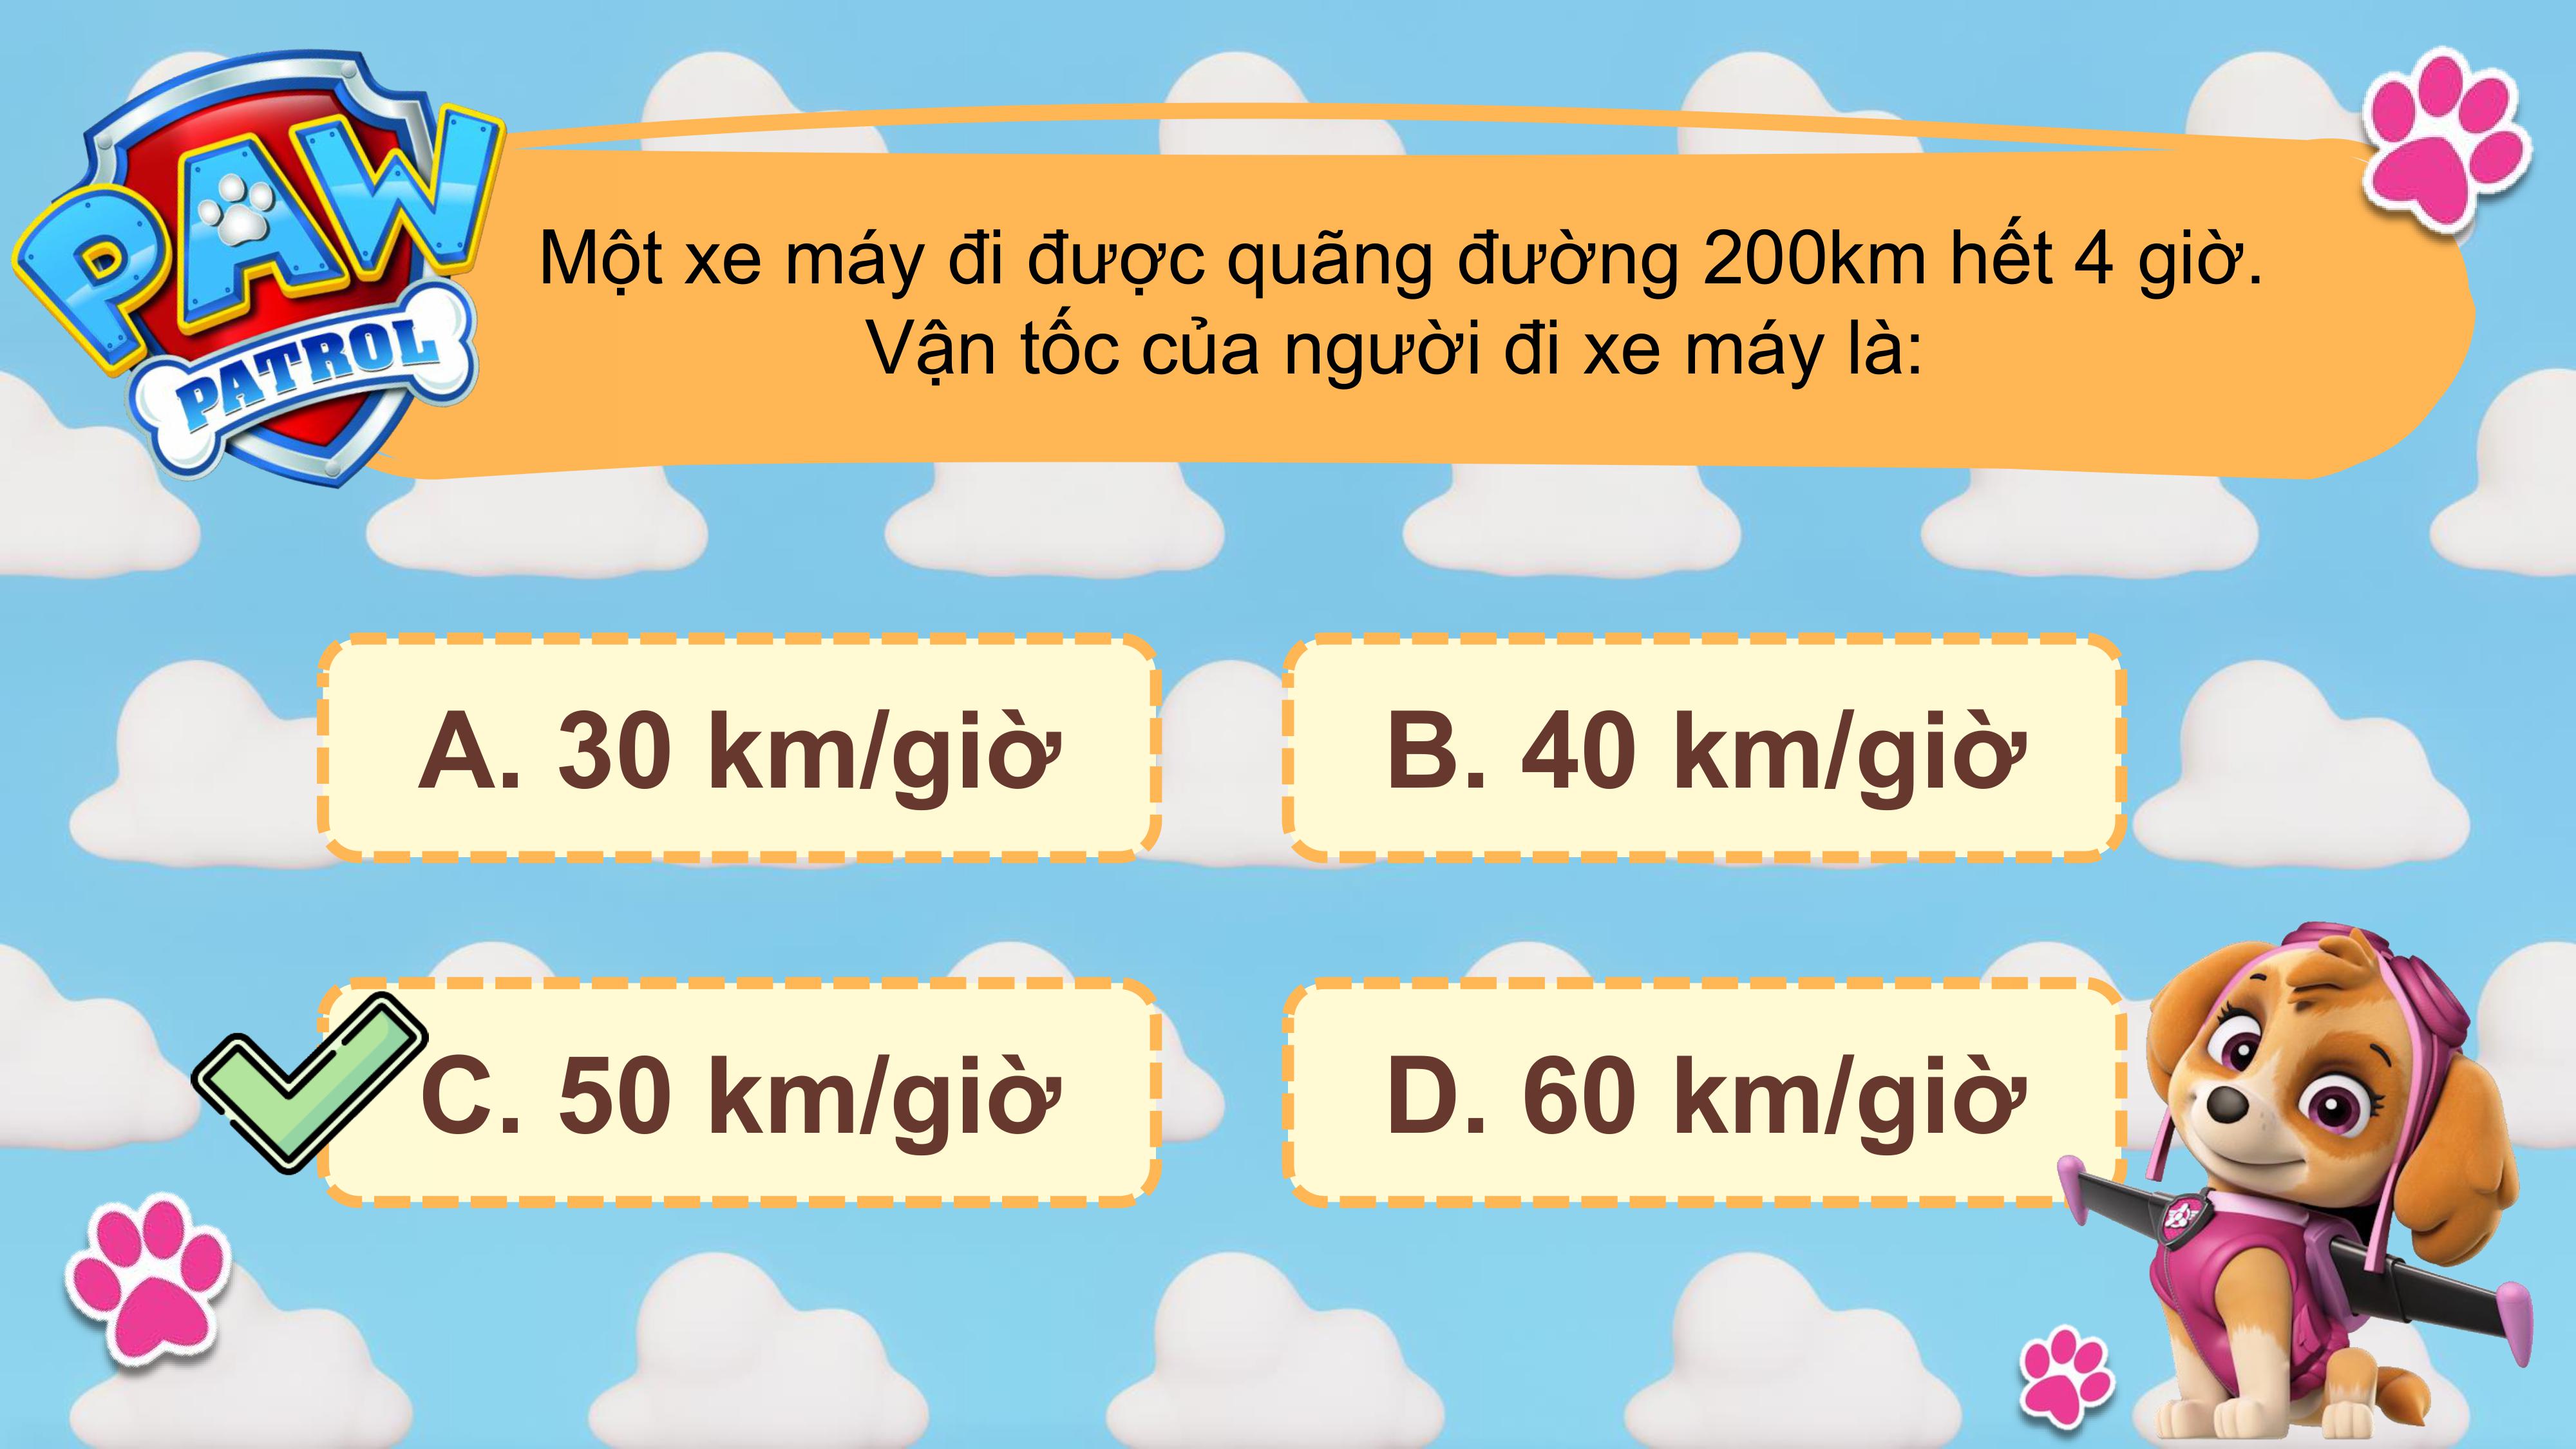 PAW
PATROL
Một xe máy đi được quãng đường 200km hết 4 giờ.
Vận tốc của người đi xe máy là:
A. 30 km/giờ
B. 40 km/giờ
C. 50 km/giờ
D. 60 km/giờ